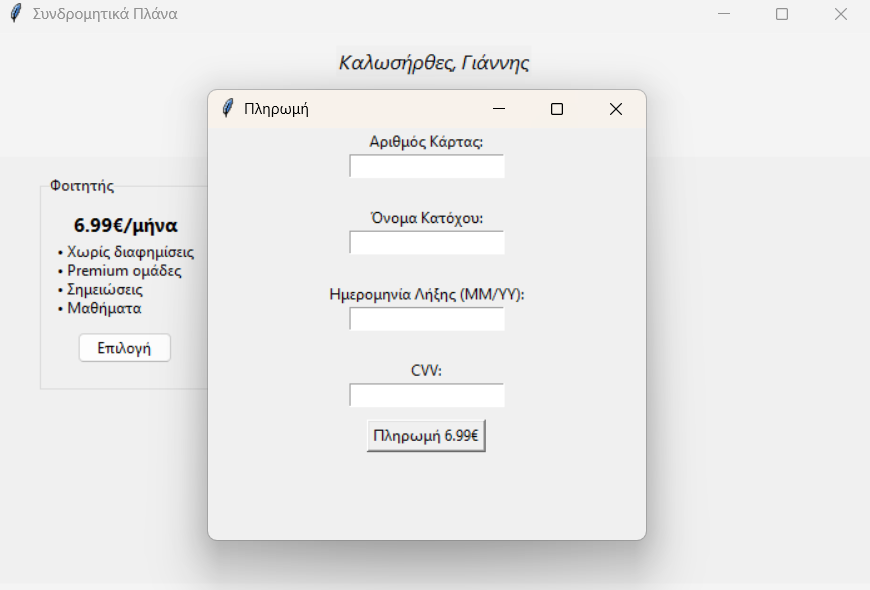 Συνδρομητικά Πλάνα
Καλωσήρθες, Γιάννης
Πληρωμή
Αριθμός Κάρτας:
Όνομα Κατόχου:
Ημερομηνία Λήξης (MM/YY):
CVV:
Πληρωμή 6.99€
Φοιτητής
6.99€/μήνα
• Χωρίς διαφημίσεις
• Premium ομάδες
• Σημειώσεις
• Μαθήματα
Επιλογή